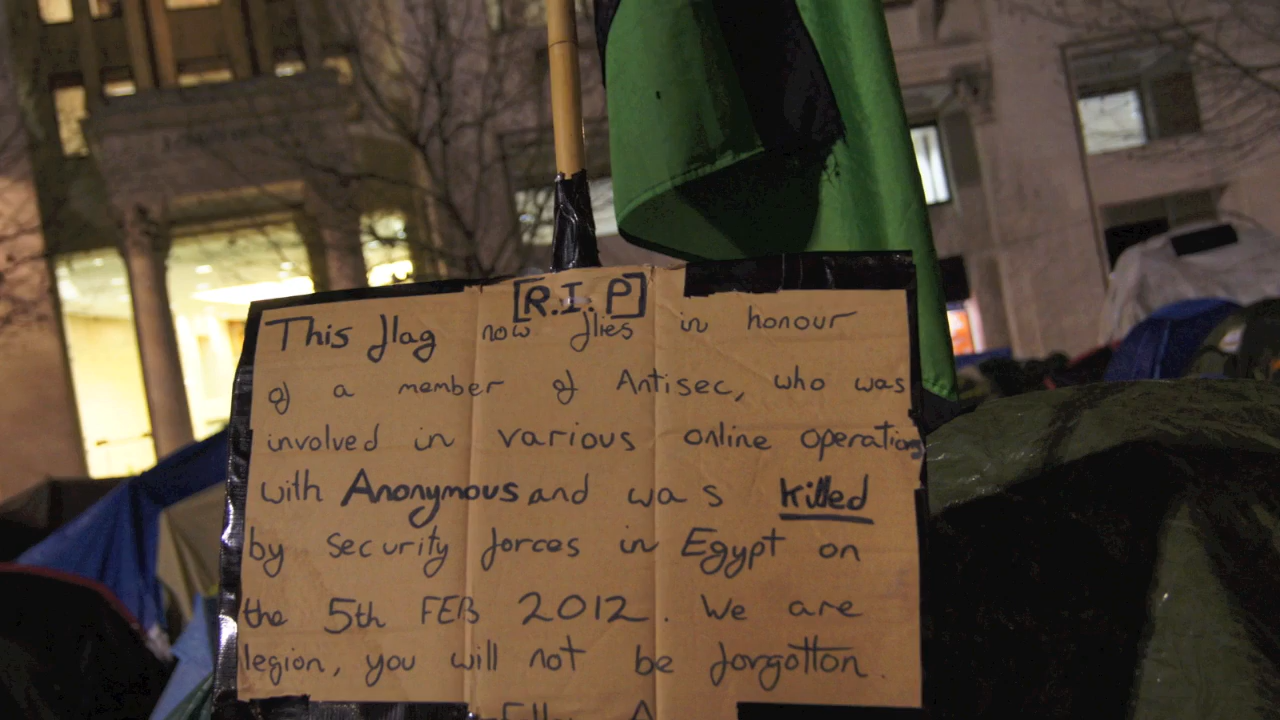 [R.I.P]
This flag now flies in honour
of a member of Antisec, who was
involved in various online operations
with Anonymous and was killed
by security forces in Egypt on
the 5th FEB 2012. We are
legion, you will not be forgotton.